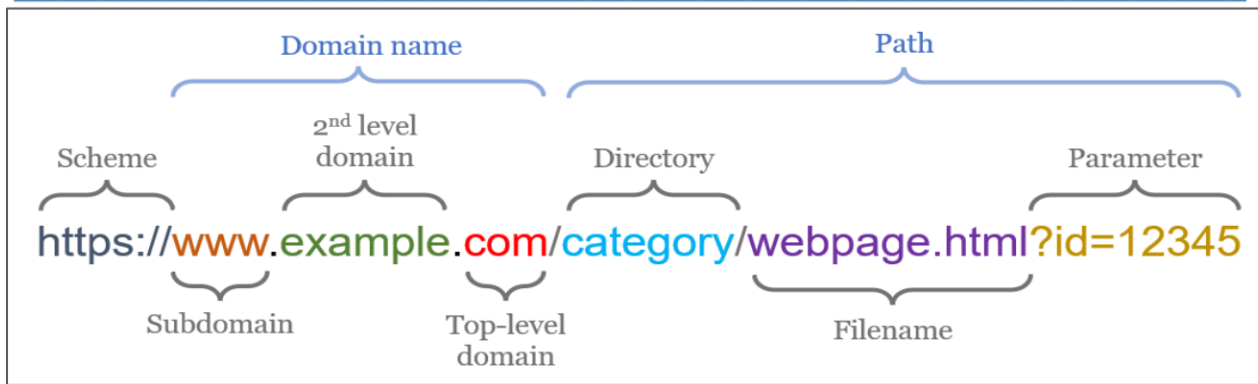 Domain name
Path
2nd level
domain
Scheme
Directory
Parameter
https://www.example.com/category/webpage.html?id=12345
Subdomain
Top-level
domain
Filename